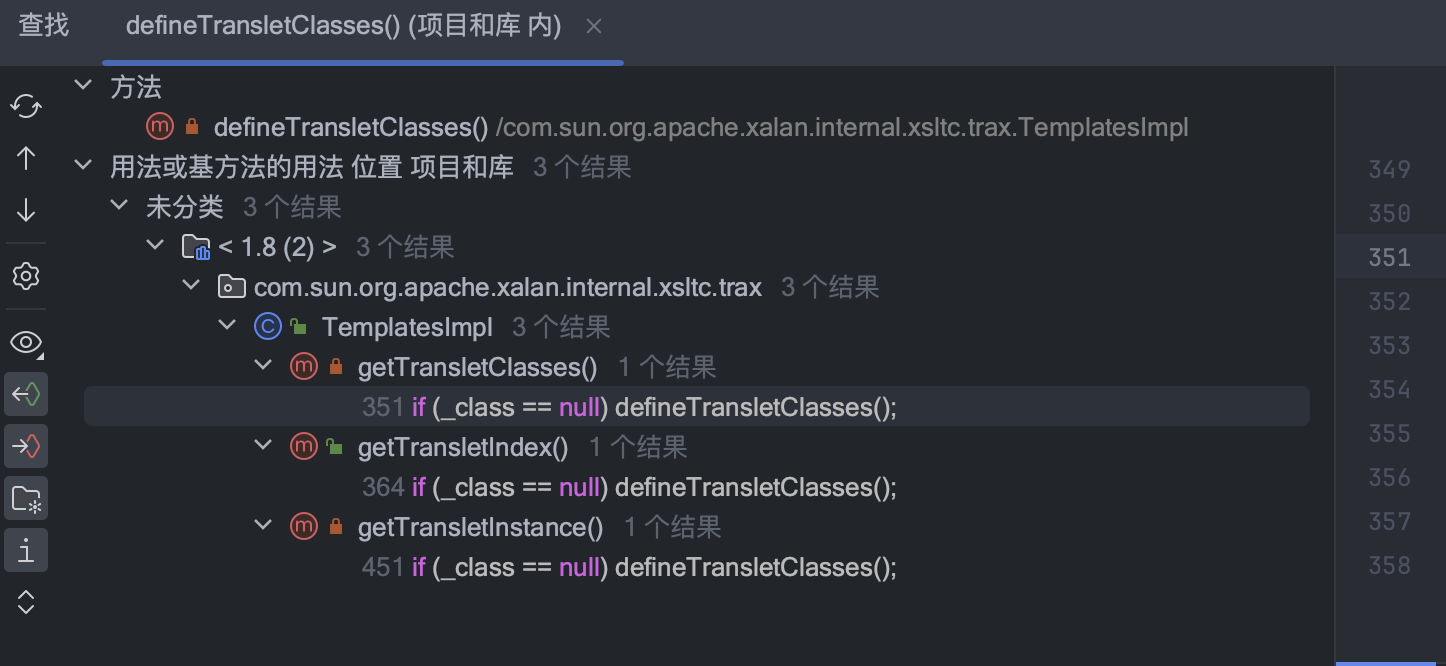 查找 defineTransletClasses() (项目和库 内)
方法
defineTransletClasses() /com.sun.org.apache.xalan.internal.xsltc.trax.TemplatesImpl
用法或基方法的用法 位置 项目和库 3 个结果
未分类 3 个结果
< 1.8 (2) > 3 个结果
com.sun.org.apache.xalan.internal.xsltc.trax 3 个结果
TemplatesImpl 3 个结果
getTransletClasses() 1 个结果
351 if (_class == null) defineTransletClasses();
getTransletIndex() 1 个结果
364 if (_class == null) defineTransletClasses();
getTransletInstance() 1 个结果
451 if (_class == null) defineTransletClasses();
349
350
351
352
353
354
355
356
357
358